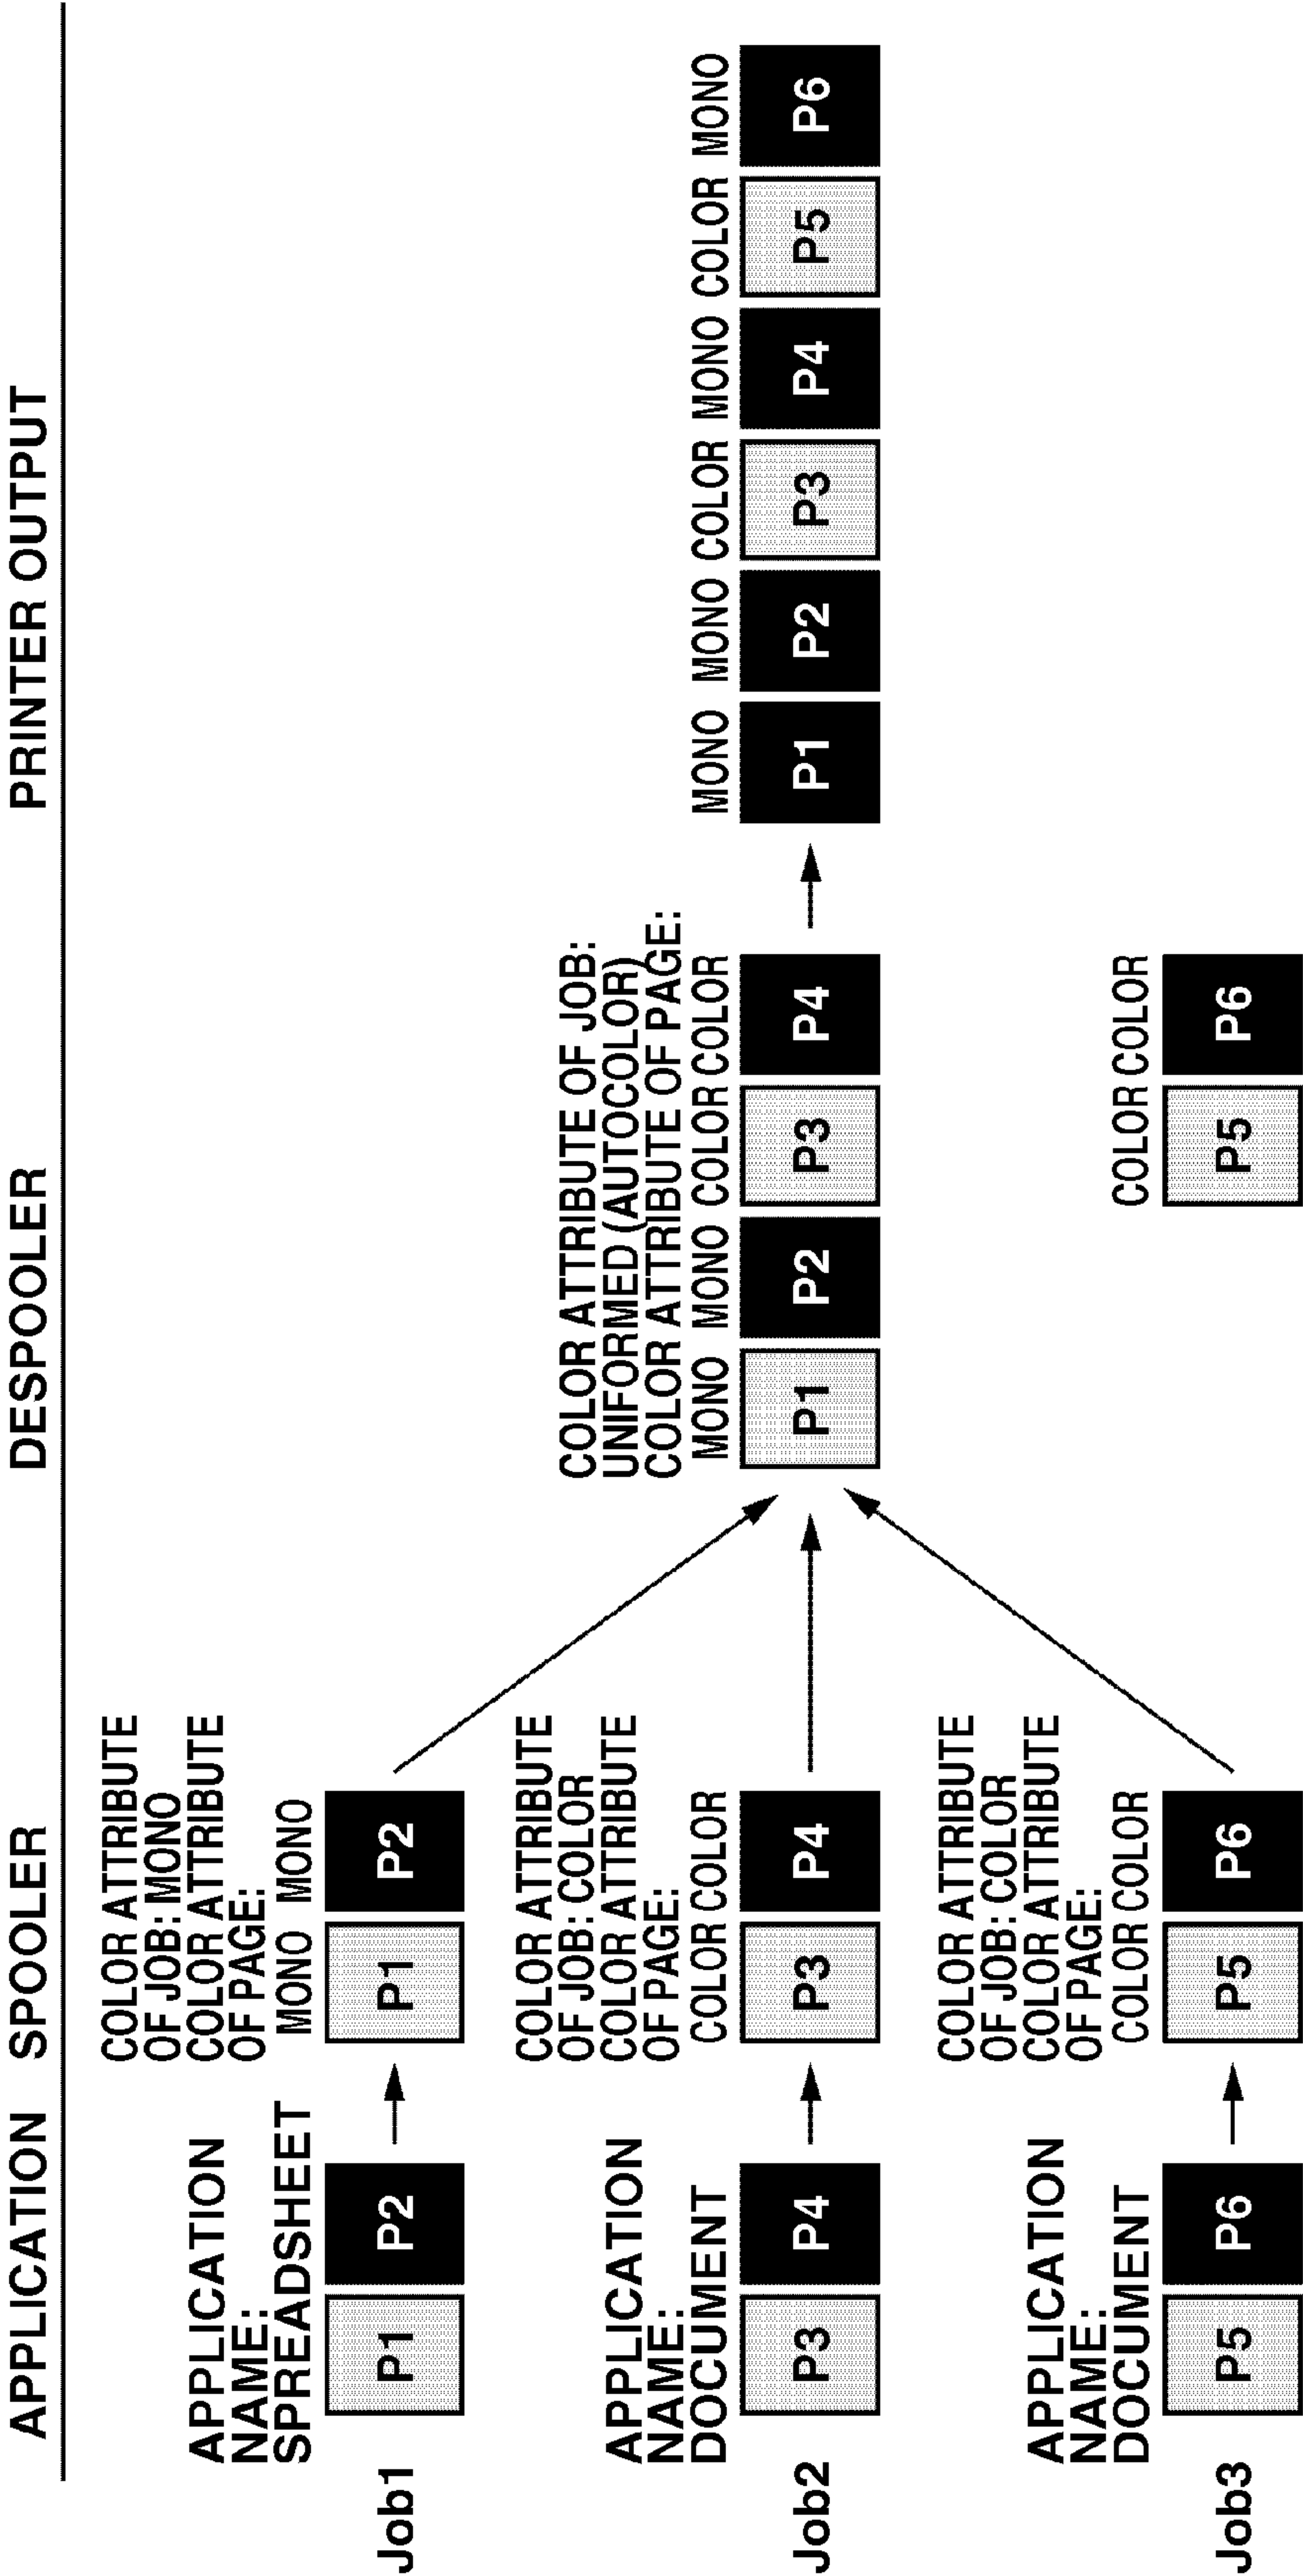 APPLICATION SPOOLER DESPOOLER PRINTER OUTPUT
Job1
APPLICATION
NAME:
SPREADSHEET
P1 P2
COLOR ATTRIBUTE
OF JOB: MONO
COLOR ATTRIBUTE
OF PAGE:
MONO MONO
P1 P2
Job2
APPLICATION
NAME:
DOCUMENT
P3 P4
COLOR ATTRIBUTE
OF JOB: COLOR
COLOR ATTRIBUTE
OF PAGE:
COLOR COLOR
P3 P4
COLOR ATTRIBUTE OF JOB:
UNIFORMED (AUTOCOLOR)
COLOR ATTRIBUTE OF PAGE:
MONO MONO COLOR COLOR
P1 P2 P3 P4
MONO MONO COLOR MONO COLOR MONO
P1 P2 P3 P4 P5 P6
Job3
APPLICATION
NAME:
DOCUMENT
P5 P6
COLOR ATTRIBUTE
OF JOB: COLOR
COLOR ATTRIBUTE
OF PAGE:
COLOR COLOR
P5 P6
COLOR COLOR
P5 P6